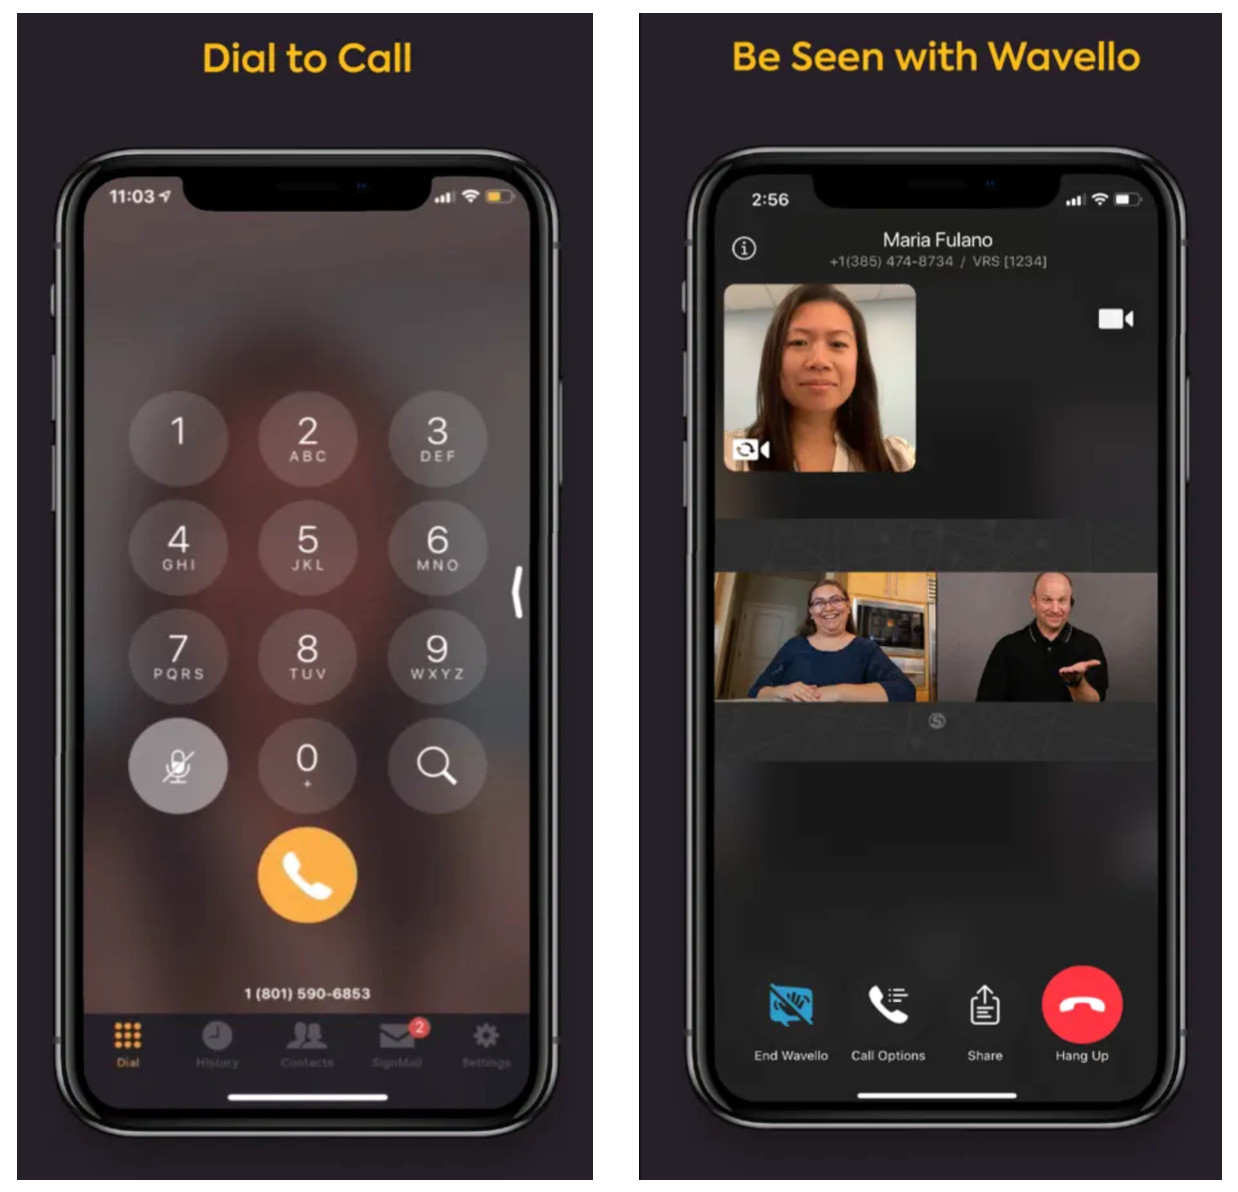 Dial to Call
11:03
1
2
ABC
3
DEF
4
GHI
5
JKL
6
MNO
7
PQRS
8
TUV
9
WXYZ
0
+
1 (801) 590-6853
2
Dial
History
Contacts
SignMail
Settings
Be Seen with Wavello
2:56
Maria Fulano
+1(385) 474-8734 / VRS [1234]
S
End Wavello
Call Options
Share
Hang Up